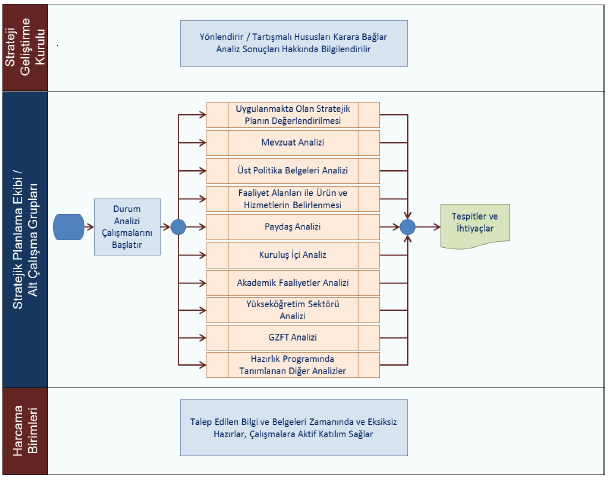 Strateji
Geliştirme
Kurulu
Yönlendirir / Tartışmalı Hususları Karara Bağlar
Analiz Sonuçları Hakkında Bilgilendirilir
Stratejik Planlama Ekibi /
Alt Çalışma Grupları
Durum
Analizi
Çalışmalarını
Başlatır
Uygulanmakta Olan Stratejik
Planın Değerlendirilmesi
Mevzuat Analizi
Üst Politika Belgeleri Analizi
Faaliyet Alanları ile Ürün ve
Hizmetlerin Belirlenmesi
Paydaş Analizi
Kuruluş İçi Analiz
Akademik Faaliyetler Analizi
Yükseköğretim Sektörü
Analizi
GZFT Analizi
Hazırlık Programında
Tanımlanan Diğer Analizler
Tespitler ve
İhtiyaçlar
Harcama
Birimleri
Talep Edilen Bilgi ve Belgeleri Zamanında ve Eksiksiz
Hazırlar, Çalışmalara Aktif Katılım Sağlar